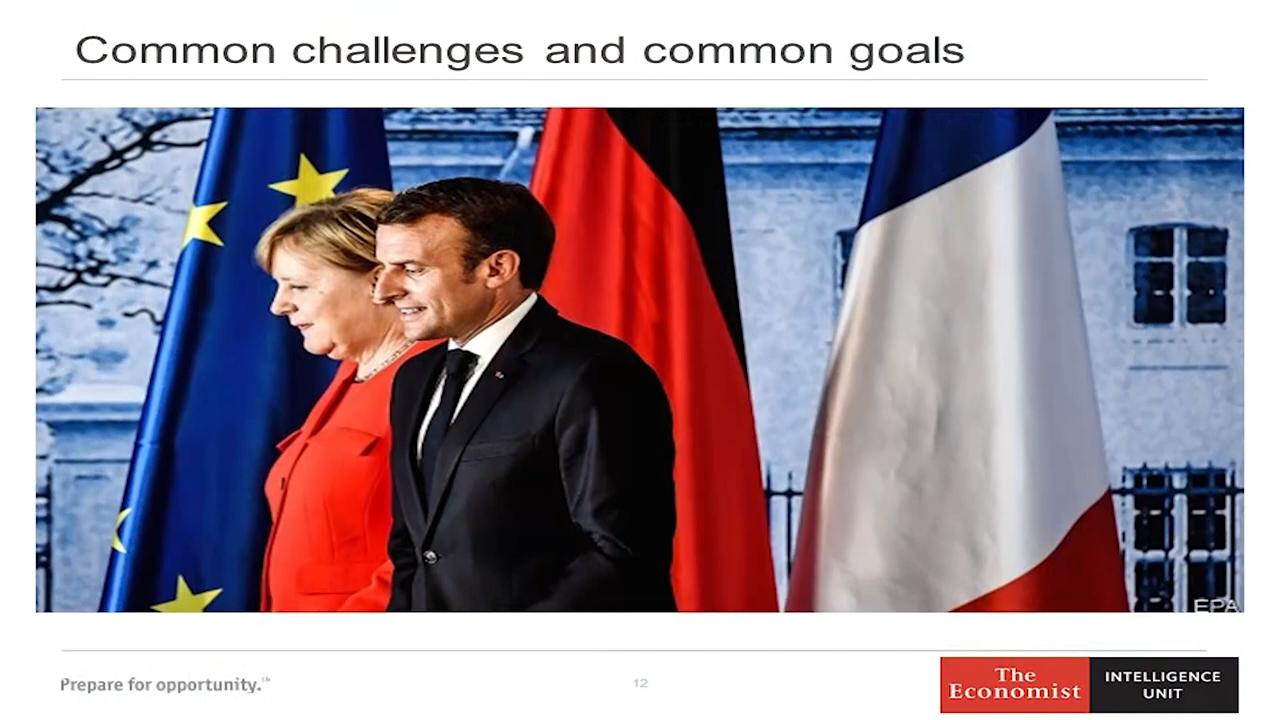 Common challenges and common goals
EPA
Prepare for opportunity.™
12
The
Economist
INTELLIGENCE
UNIT